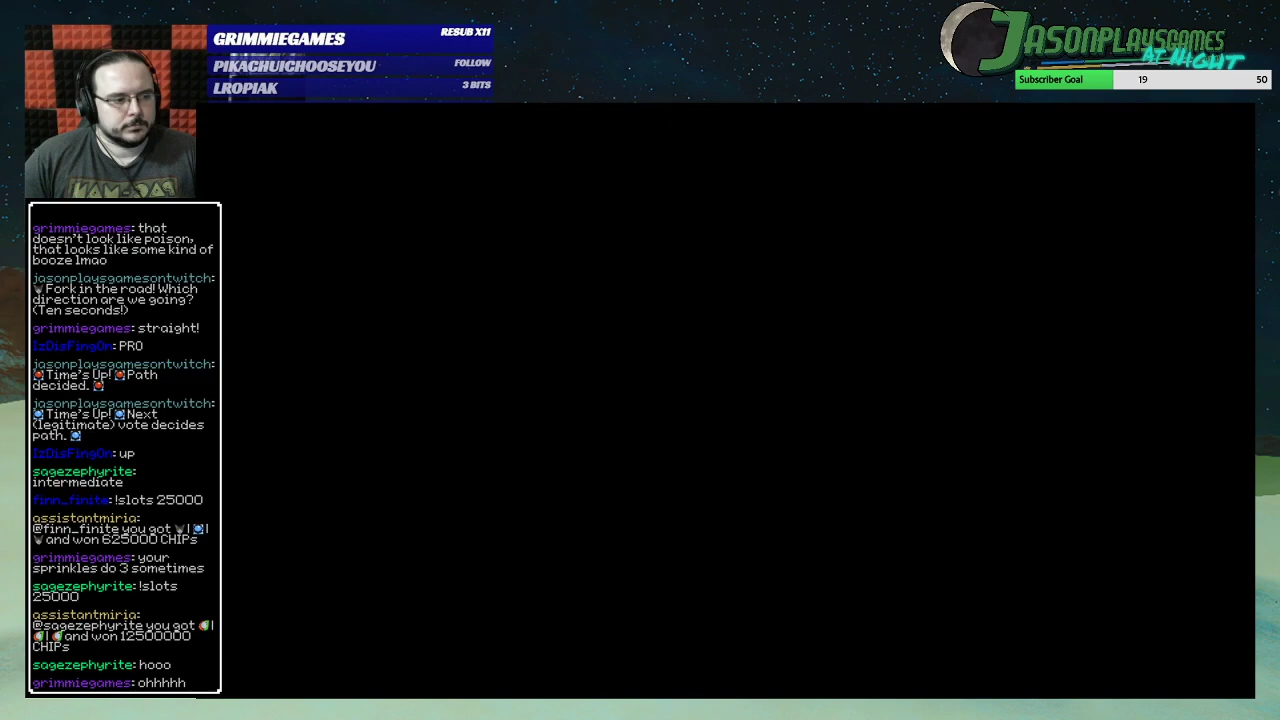 GRIMMIEGAMES RESUB X11
PIKACHUICHOOSEYOU FOLLOW
LROPIAK 3 BITS
JASONPLAYSGAMES
AT NIGHT
Subscriber Goal 19 50
PAC-MAN
grimmiegames: that
doesn't look like poison,
that looks like some kind of
booze lmao
jasonplaysgamesontwitch:
Fork in the road! Which
direction are we going?
(Ten seconds!)
grimmiegames: straight!
IzDisFingOn: PRO
jasonplaysgamesontwitch:
Time's Up! Path
decided.
jasonplaysgamesontwitch:
Time's Up! Next
(legitimate) vote decides
path.
IzDisFingOn: up
sagezephyrite:
intermediate
finn_finite: !slots 25000
assistantmiria:
@finn_finite you got | |
and won 625000 CHIPs
grimmiegames: your
sprinkles do 3 sometimes
sagezephyrite: !slots
25000
assistantmiria:
@sagezephyrite you got |
| and won 12500000
CHIPs
sagezephyrite: hooo
grimmiegames: ohhhhh